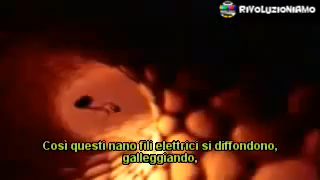 RIVOLUZIONIAMO
Così questi nano fili elettrici si diffondono,
galleggiando,